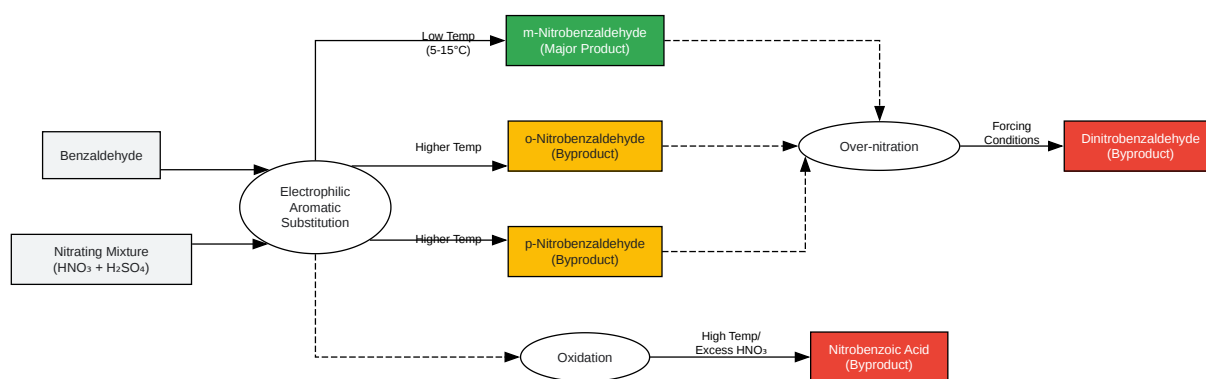 Low Temp
(5-15°C)
m-Nitrobenzaldehyde
(Major Product)
Benzaldehyde
Higher Temp
o-Nitrobenzaldehyde
(Byproduct)
Over-nitration
Forcing
Conditions
Dinitrobenzaldehyde
(Byproduct)
Electrophilic
Aromatic
Substitution
Nitrating Mixture
(HNO₃ + H₂SO₄)
Higher Temp
p-Nitrobenzaldehyde
(Byproduct)
Oxidation
High Temp/
Excess HNO₃
Nitrobenzoic Acid
(Byproduct)